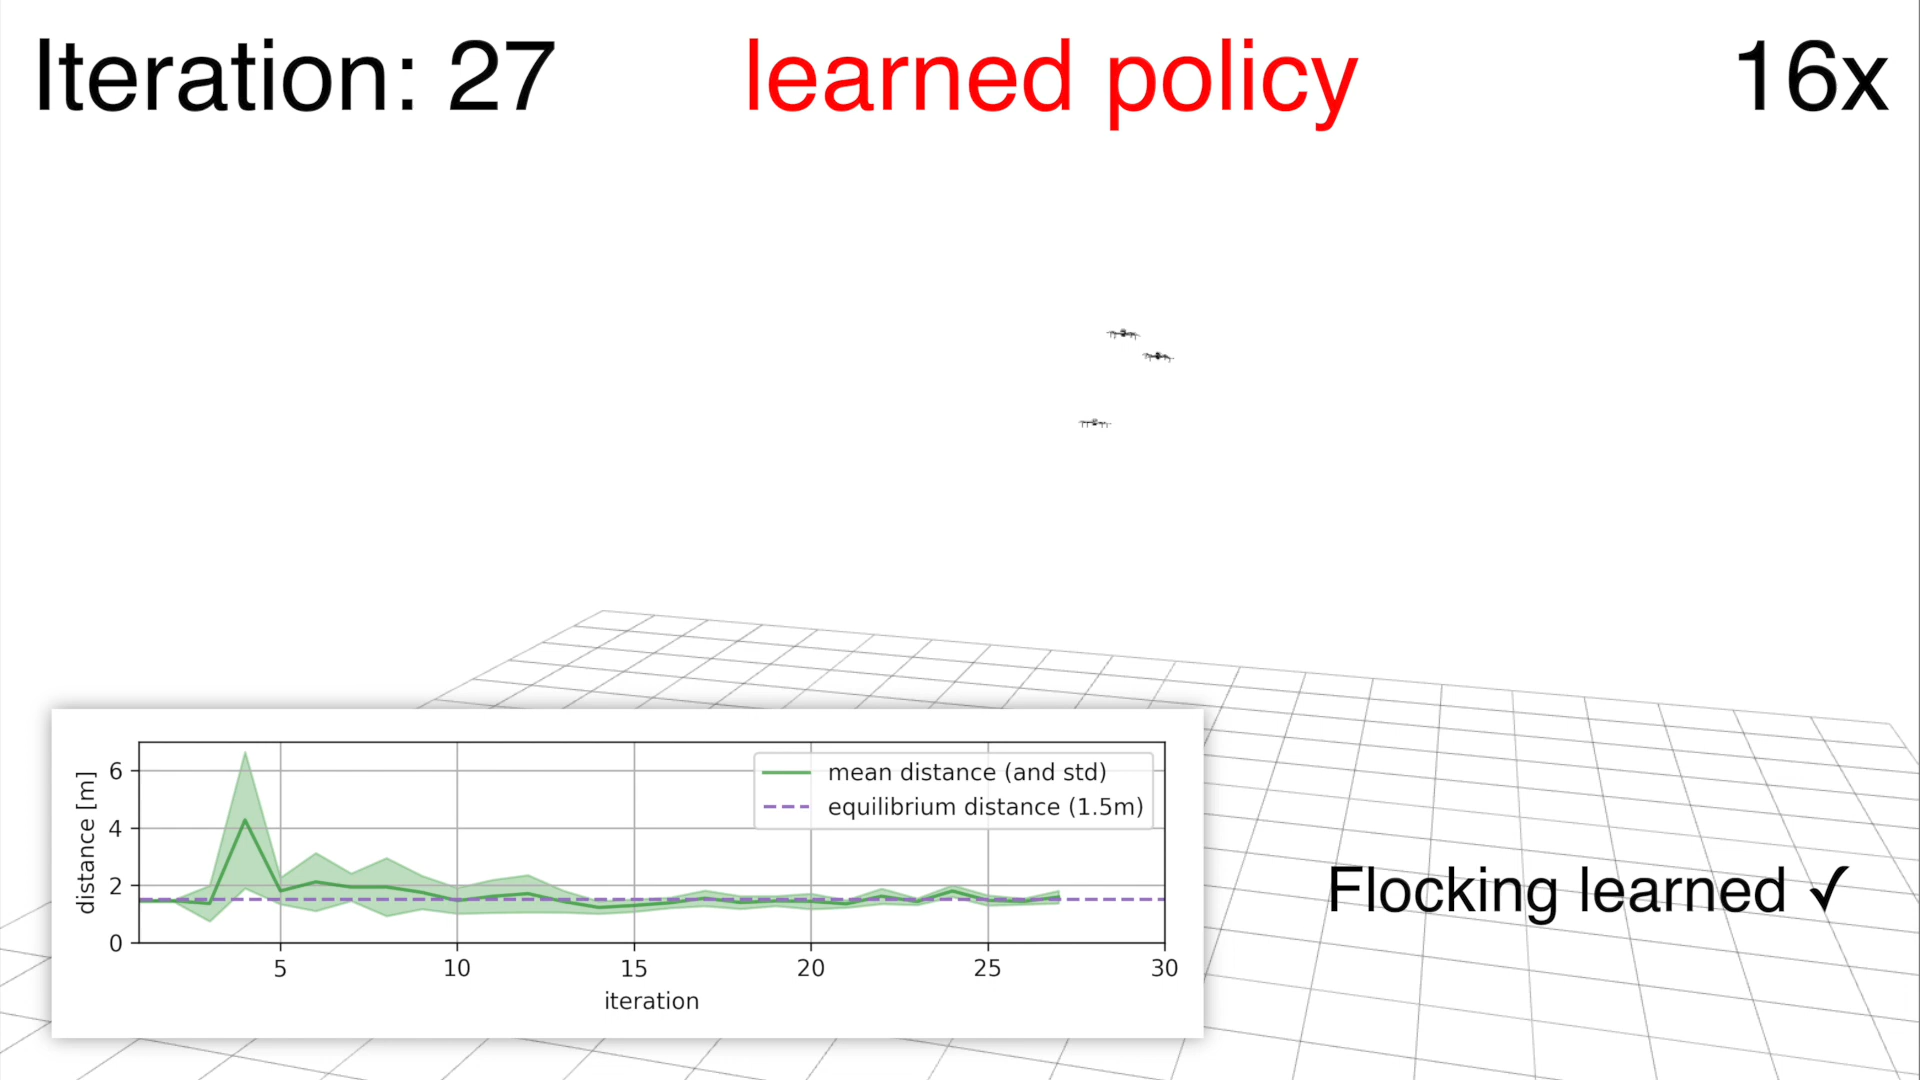 Iteration: 27
learned policy
16x
distance [m]
6
4
2
0
mean distance (and std)
equilibrium distance (1.5m)
5
10
15
20
25
30
iteration
Flocking learned ✓